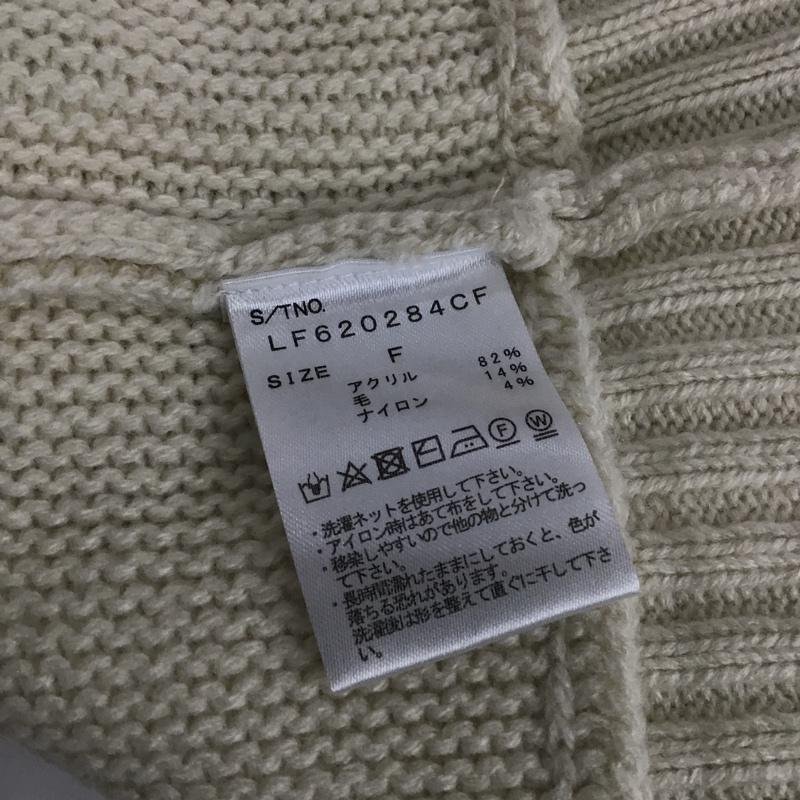 S/TNO.
LF620284CF
SIZE F
アクリル 82%
毛 14%
ナイロン 4%
F W
・洗濯ネットを使用して下さい。
・アイロン時はあて布をして下さい。
・移染しやすいので他の物と分けて洗っ
て下さい。
・長時間濡れたままにしておくと、色が
落ちる恐れがあります。
洗濯後は形を整えて直ぐに干して下さ
い。